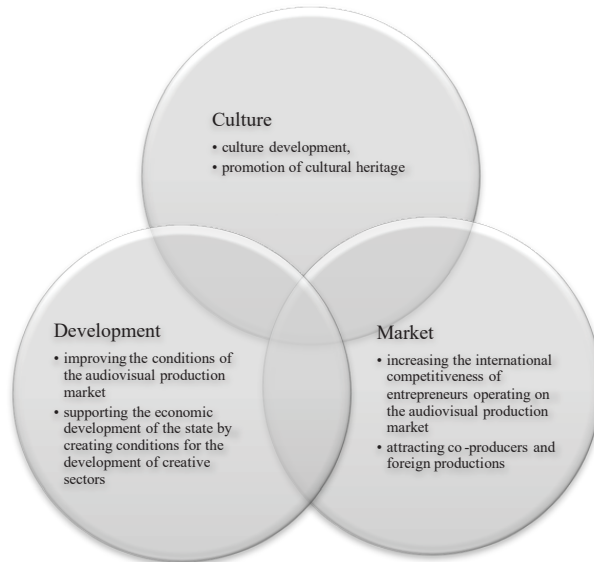 Culture
• culture development,
• promotion of cultural heritage
Development
• improving the conditions of
the audiovisual production
market
• supporting the economic
development of the state by
creating conditions for the
development of creative
sectors
Market
• increasing the international
competitiveness of
entrepreneurs operating on
the audiovisual production
market
• attracting co-producers and
foreign productions